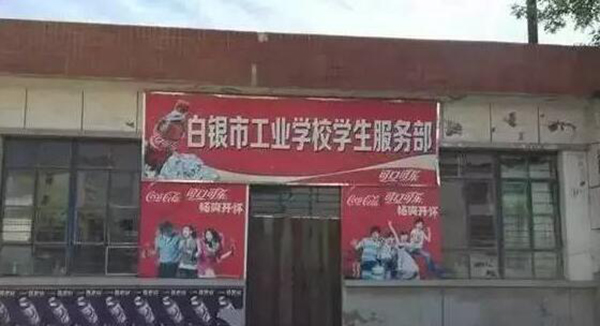 白银市工业学校学生服务部
可口可乐
Coca-Cola 可口可乐
畅爽开怀
Coca-Cola 可口可乐
畅爽开怀